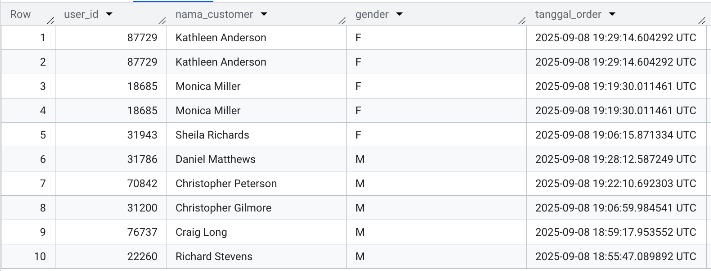 Row user_id nama_customer gender tanggal_order
1 87729 Kathleen Anderson F 2025-09-08 19:29:14.604292 UTC
2 87729 Kathleen Anderson F 2025-09-08 19:29:14.604292 UTC
3 18685 Monica Miller F 2025-09-08 19:19:30.011461 UTC
4 18685 Monica Miller F 2025-09-08 19:19:30.011461 UTC
5 31943 Sheila Richards F 2025-09-08 19:06:15.871334 UTC
6 31786 Daniel Matthews M 2025-09-08 19:28:12.587249 UTC
7 70842 Christopher Peterson M 2025-09-08 19:22:10.692303 UTC
8 31200 Christopher Gilmore M 2025-09-08 19:06:59.984541 UTC
9 76737 Craig Long M 2025-09-08 18:59:17.953552 UTC
10 22260 Richard Stevens M 2025-09-08 18:55:47.089892 UTC